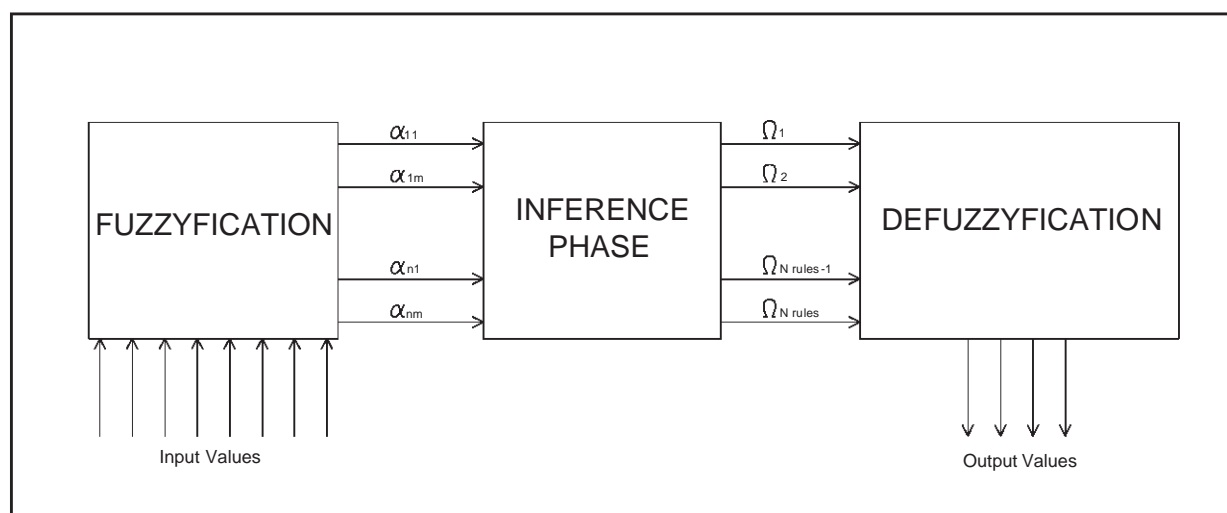 FUZZYFICATION
α11
α1m
αn1
αnm
INFERENCE
PHASE
Ω1
Ω2
ΩN rules-1
ΩN rules
DEFUZZYFICATION
Input Values
Output Values